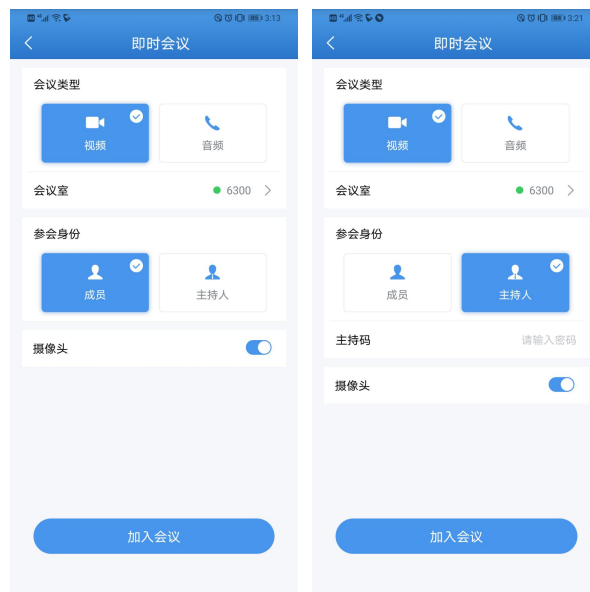 3:13
即时会议
会议类型
视频
音频
会议室
6300
参会身份
成员
主持人
摄像头
加入会议
3:21
即时会议
会议类型
视频
音频
会议室
6300
参会身份
成员
主持人
主持码
请输入密码
摄像头
加入会议